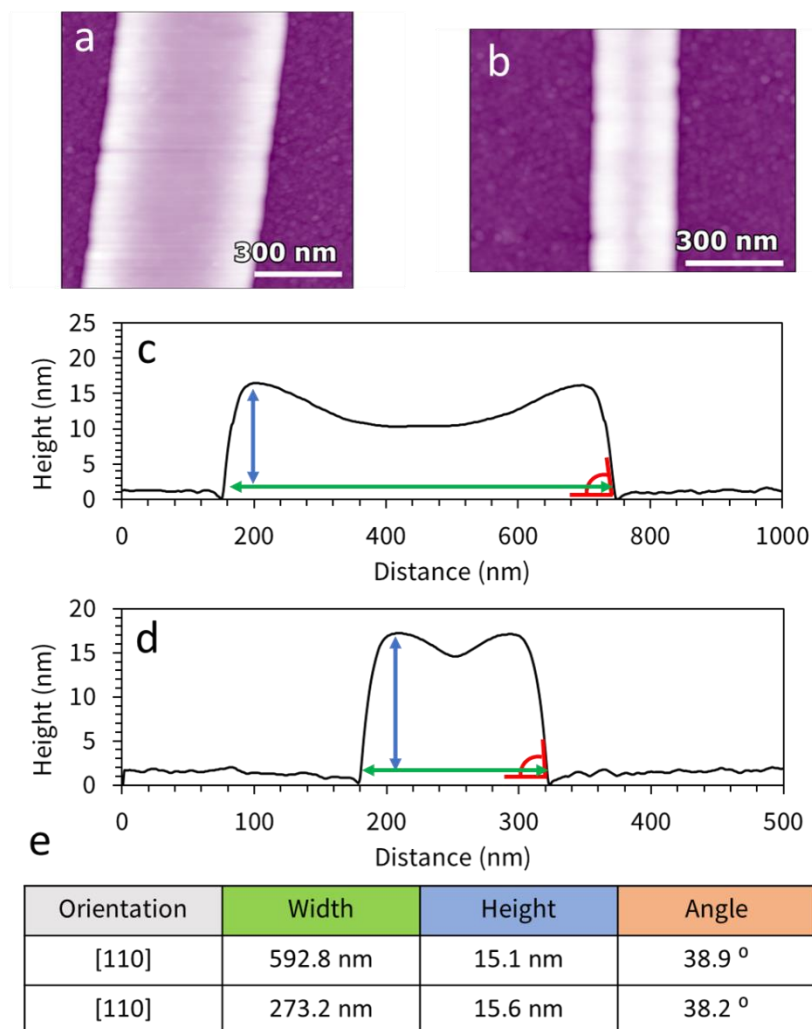 a
300 nm
b
300 nm
c
Height (nm)
25
20
15
10
5
0
0 200 400 600 800 1000
Distance (nm)
d
Height (nm)
20
15
10
5
0
0 100 200 300 400 500
Distance (nm)
e
Orientation Width Height Angle
[110] 592.8 nm 15.1 nm 38.9 º
[110] 273.2 nm 15.6 nm 38.2 º